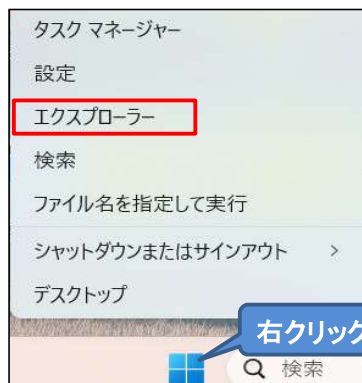 タスク マネージャー
設定
エクスプローラー
検索
ファイル名を指定して実行
シャットダウンまたはサインアウト
デスクトップ
右クリック
検索